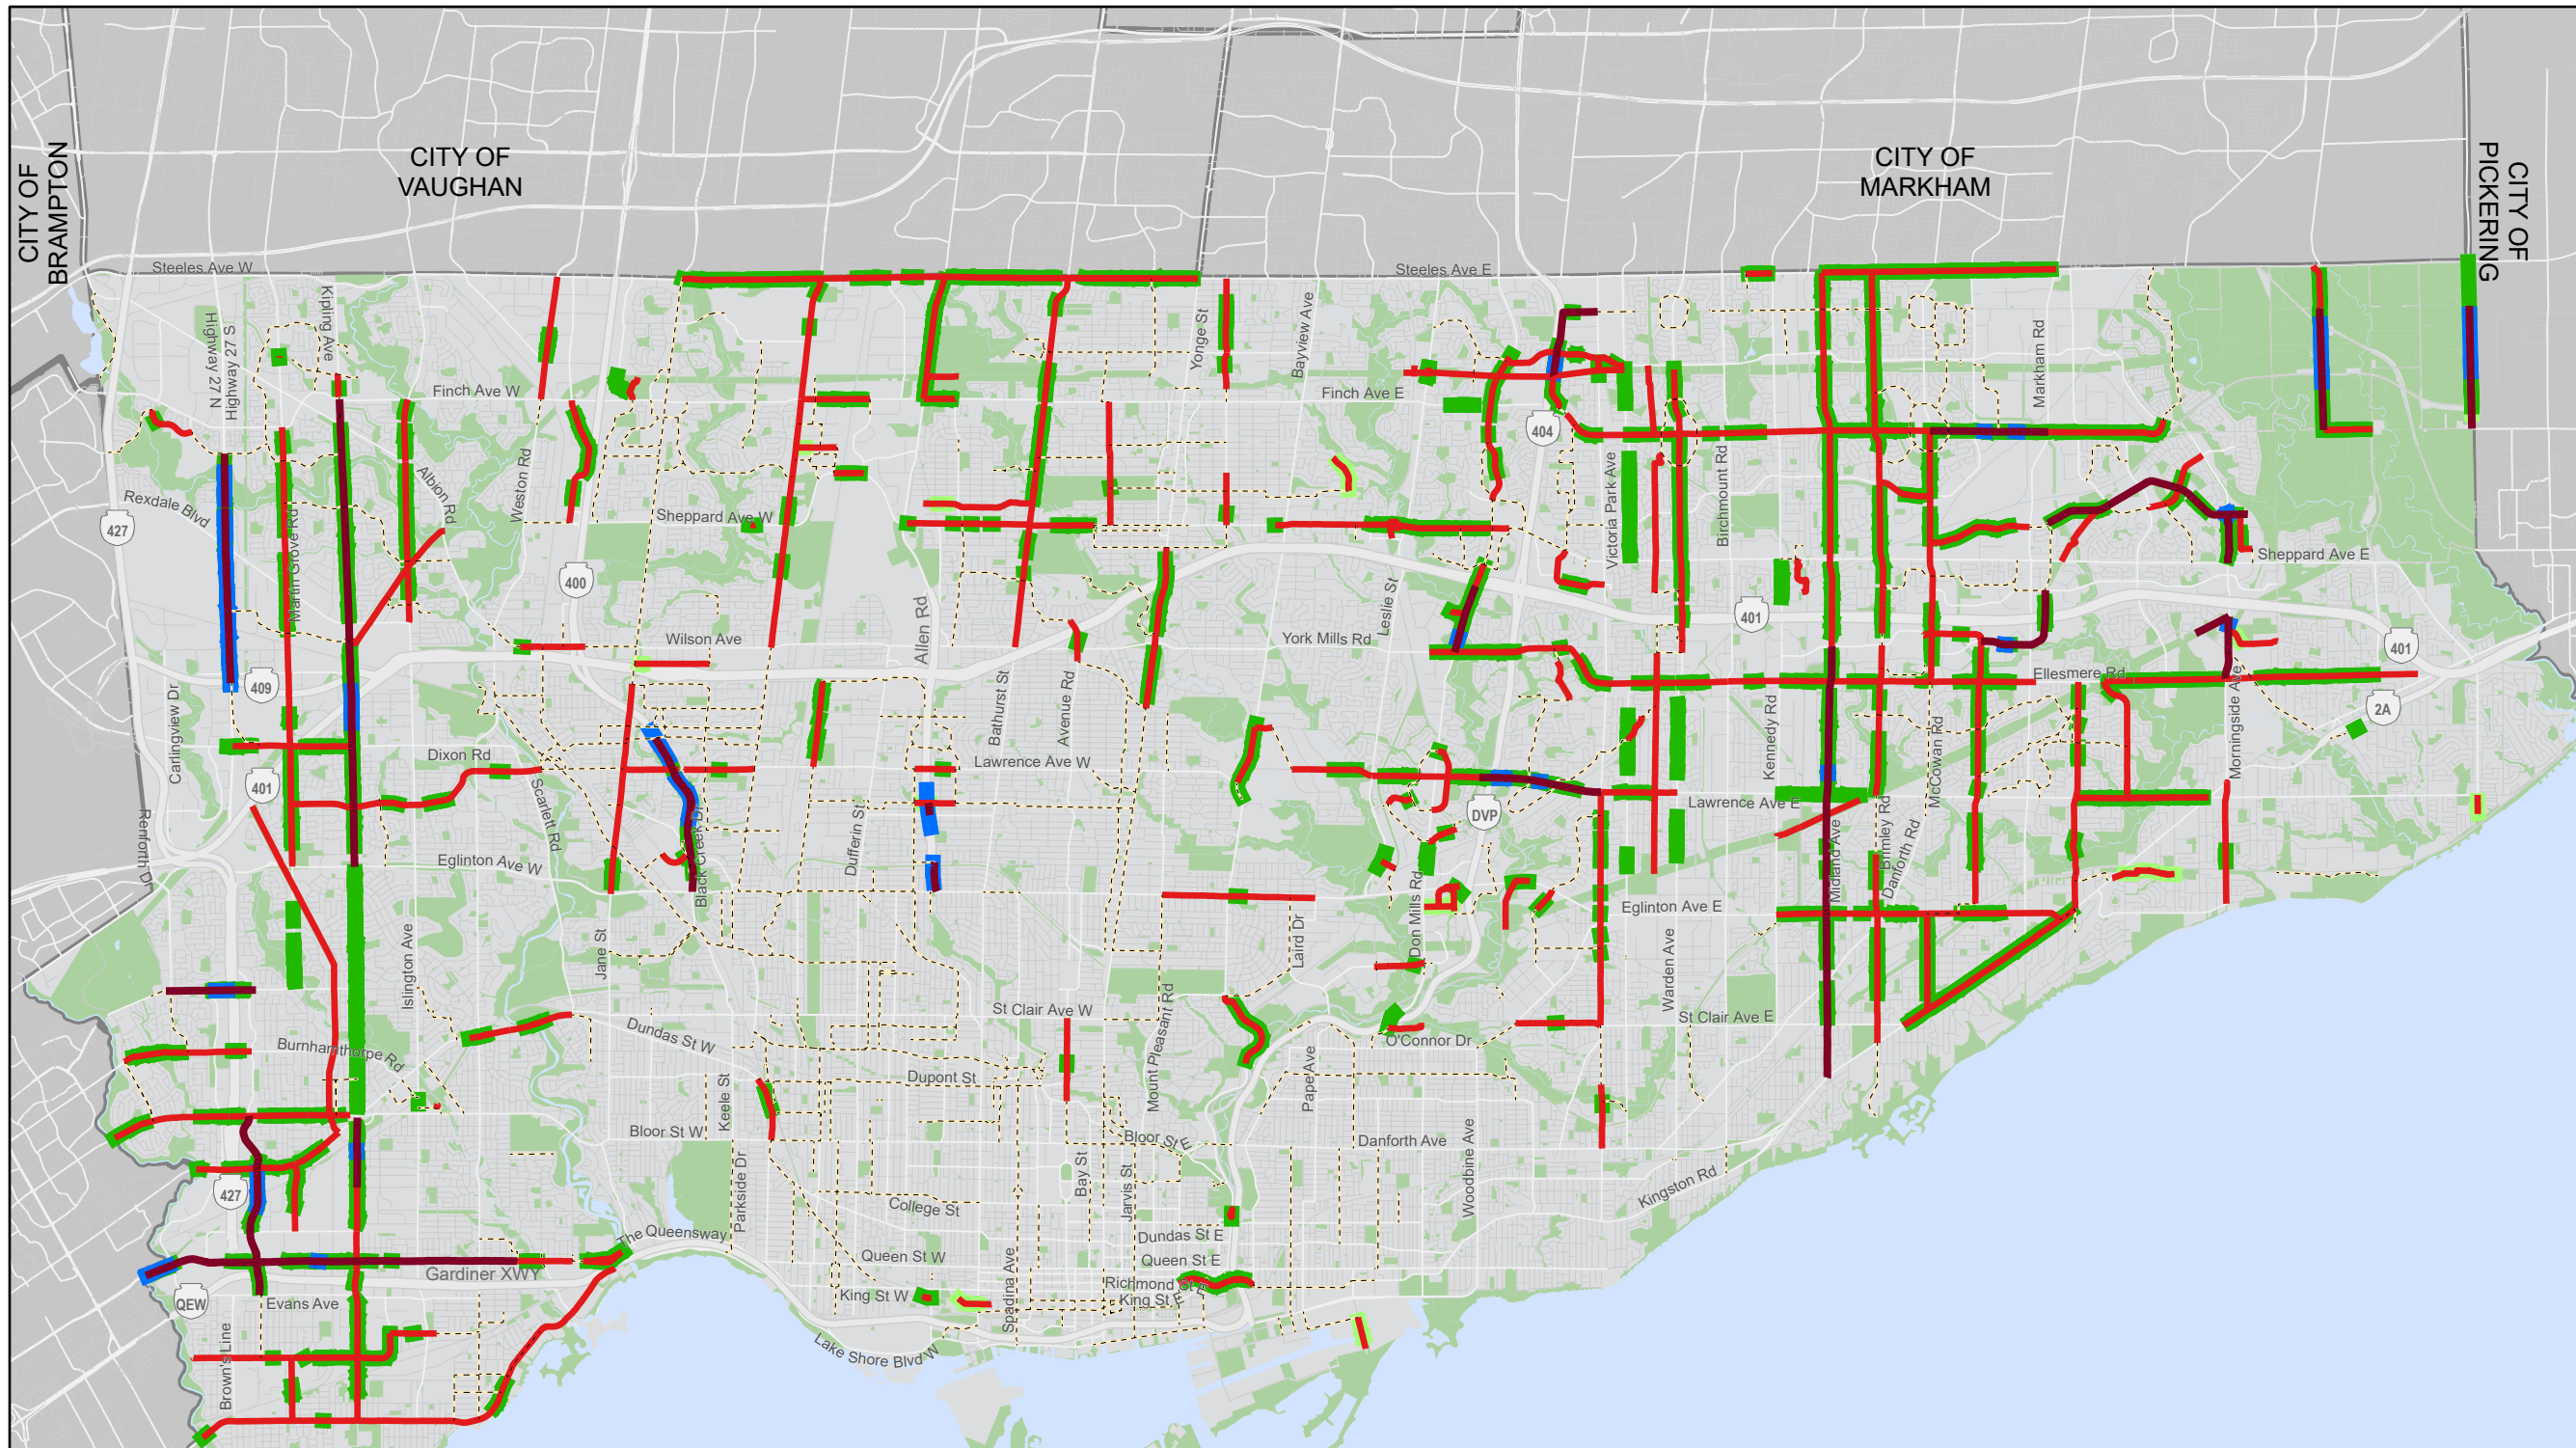 CITY OF
BRAMPTON
CITY OF
VAUGHAN
CITY OF
MARKHAM
CITY OF
PICKERING
Steeles Ave W
Steeles Ave E
Highway 27 N
Highway 27 S
Kipling Ave
Yonge St
Bayview Ave
Markham Rd
Finch Ave W
Finch Ave E
404
Rexdale Blvd
Albion Rd
Weston Rd
Victoria Park Ave
Birchmount Rd
427
Martin Grove Rd
Sheppard Ave W
Sheppard Ave E
400
Allen Rd
Wilson Ave
York Mills Rd
Leslie St
401
401
409
Carlingview Dr
Bathurst St
Avenue Rd
Ellesmere Rd
Morningside Ave
2A
Kennedy Rd
McCowan Rd
Dixon Rd
Lawrence Ave W
Lawrence Ave E
401
Scarlett Rd
Black Creek Dr
Dufferin St
DVP
Renforth Dr
Eglinton Ave W
Midland Ave
Brimley Rd
Danforth Rd
Don Mills Rd
Eglinton Ave E
Islington Ave
Jane St
Laird Dr
Warden Ave
St Clair Ave W
St Clair Ave E
Mount Pleasant Rd
Burnhamthorpe Rd
Dundas St W
O'Connor Dr
Dupont St
Keele St
Pape Ave
Bloor St W
Bloor St E
Danforth Ave
Parkside Dr
Bay St
Jarvis St
Woodbine Ave
Kingston Rd
427
College St
The Queensway
Dundas St E
Queen St W
Queen St E
Gardiner XWY
Spadina Ave
Richmond St E
King St W
King St E
QEW
Evans Ave
Brown's Line
Lake Shore Blvd W